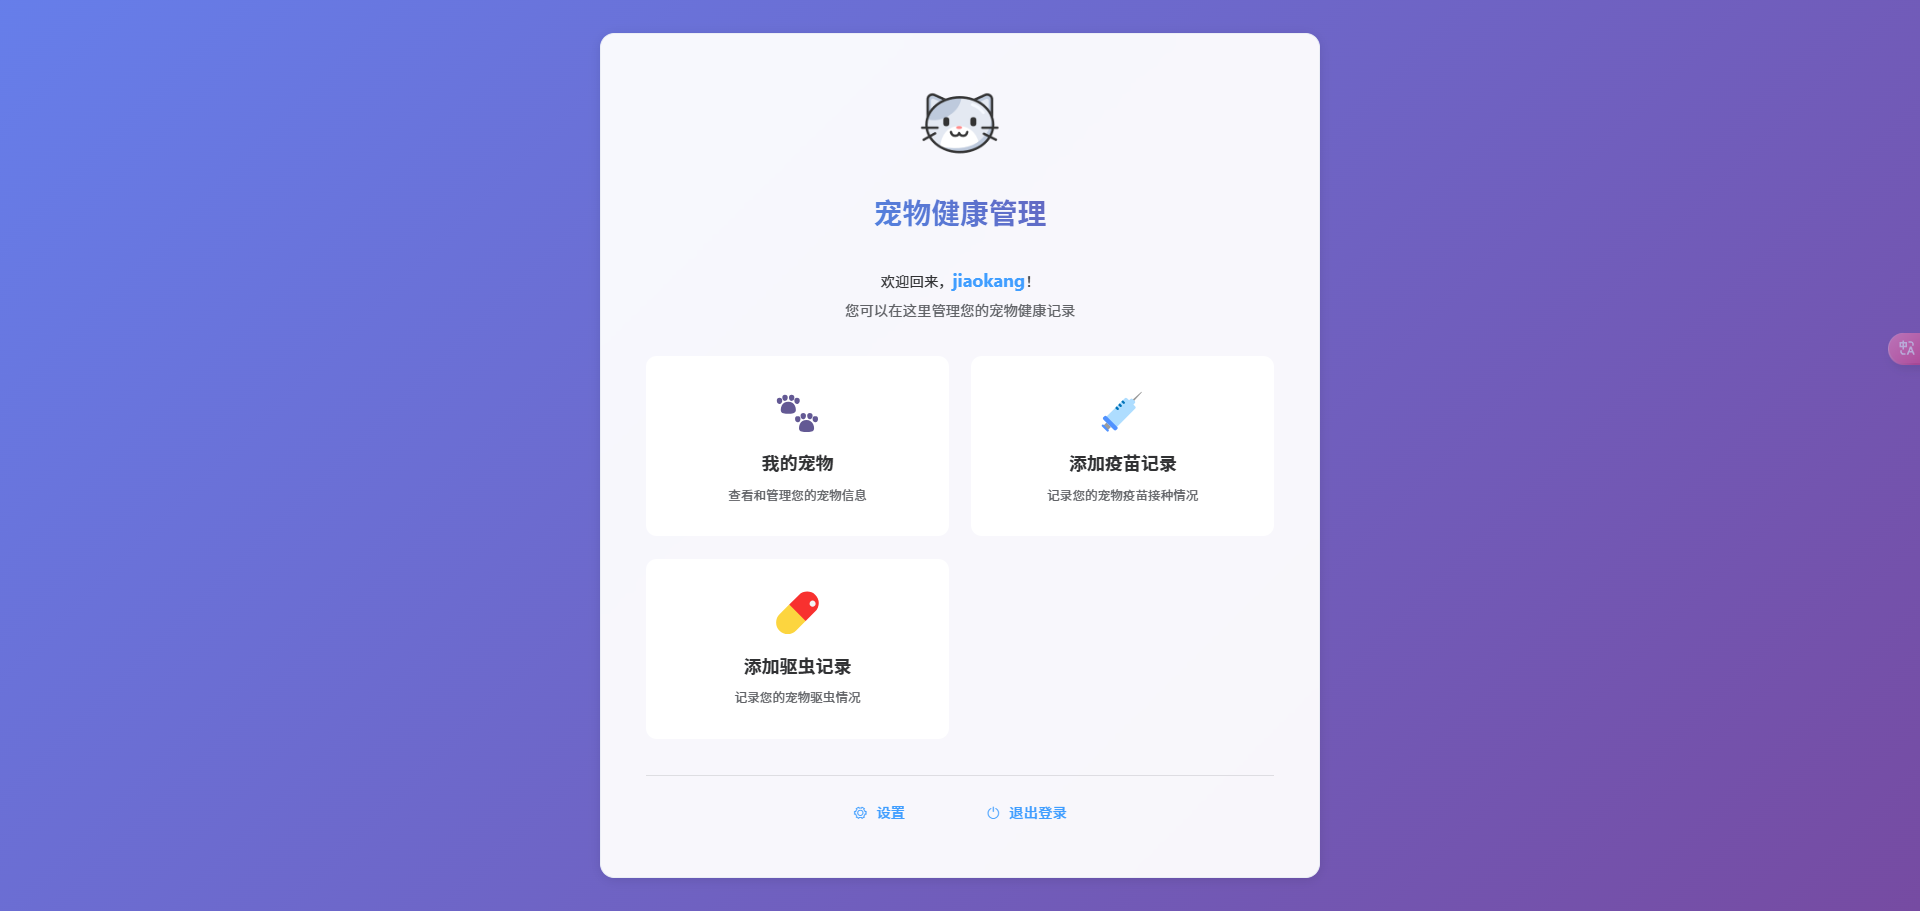 宠物健康管理
欢迎回来，jiaokang！
您可以在这里管理您的宠物健康记录
我的宠物
查看和管理您的宠物信息
添加疫苗记录
记录您的宠物疫苗接种情况
添加驱虫记录
记录您的宠物驱虫情况
设置
退出登录